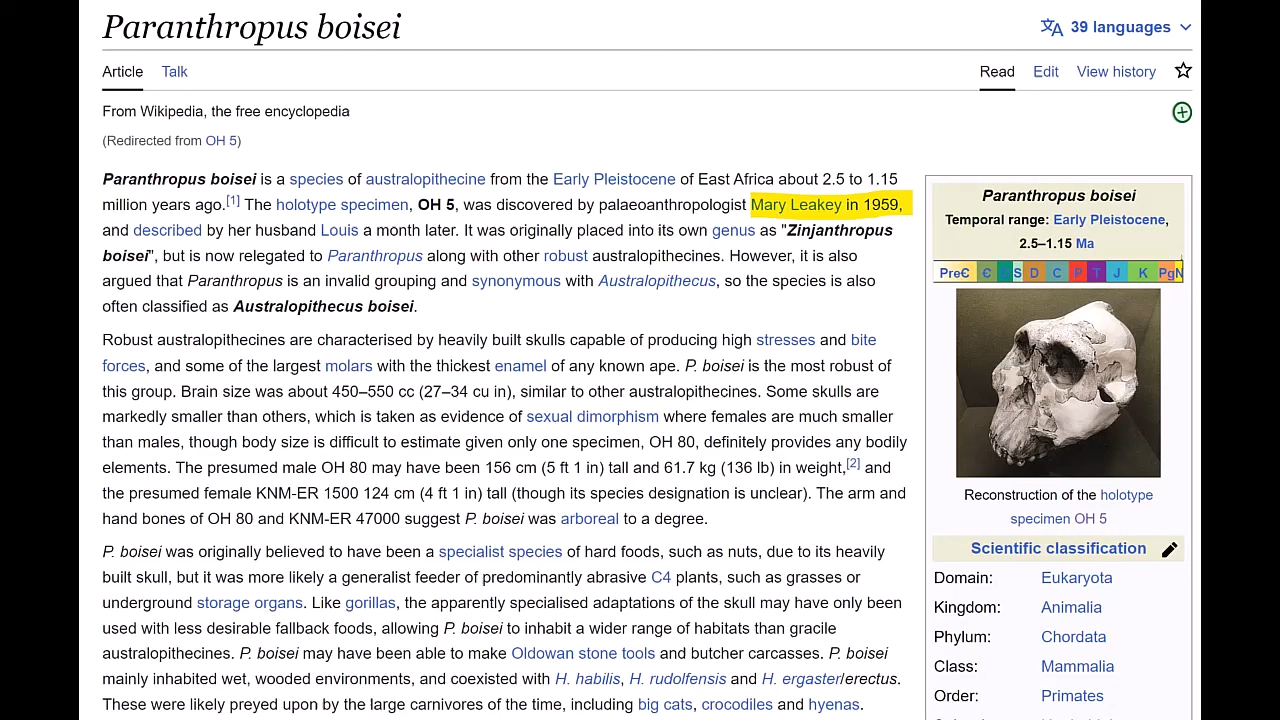 Paranthropus boisei
39 languages
Article Talk
Read Edit View history
From Wikipedia, the free encyclopedia
(Redirected from OH 5)
Paranthropus boisei is a species of australopithecine from the Early Pleistocene of East Africa about 2.5 to 1.15
million years ago.[1] The holotype specimen, OH 5, was discovered by palaeoanthropologist Mary Leakey in 1959,
and described by her husband Louis a month later. It was originally placed into its own genus as "Zinjanthropus
boisei", but is now relegated to Paranthropus along with other robust australopithecines. However, it is also
argued that Paranthropus is an invalid grouping and synonymous with Australopithecus, so the species is also
often classified as Australopithecus boisei.
Robust australopithecines are characterised by heavily built skulls capable of producing high stresses and bite
forces, and some of the largest molars with the thickest enamel of any known ape. P. boisei is the most robust of
this group. Brain size was about 450–550 cc (27–34 cu in), similar to other australopithecines. Some skulls are
markedly smaller than others, which is taken as evidence of sexual dimorphism where females are much smaller
than males, though body size is difficult to estimate given only one specimen, OH 80, definitely provides any bodily
elements. The presumed male OH 80 may have been 156 cm (5 ft 1 in) tall and 61.7 kg (136 lb) in weight,[2] and
the presumed female KNM-ER 1500 124 cm (4 ft 1 in) tall (though its species designation is unclear). The arm and
hand bones of OH 80 and KNM-ER 47000 suggest P. boisei was arboreal to a degree.
P. boisei was originally believed to have been a specialist species of hard foods, such as nuts, due to its heavily
built skull, but it was more likely a generalist feeder of predominantly abrasive C4 plants, such as grasses or
underground storage organs. Like gorillas, the apparently specialised adaptations of the skull may have only been
used with less desirable fallback foods, allowing P. boisei to inhabit a wider range of habitats than gracile
australopithecines. P. boisei may have been able to make Oldowan stone tools and butcher carcasses. P. boisei
mainly inhabited wet, wooded environments, and coexisted with H. habilis, H. rudolfensis and H. ergaster/erectus.
These were likely preyed upon by the large carnivores of the time, including big cats, crocodiles and hyenas.
Paranthropus boisei
Temporal range: Early Pleistocene,
2.5–1.15 Ma
PreꞒ Ꞓ O S D C P T J K Pg N
Reconstruction of the holotype
specimen OH 5
Scientific classification
Domain: Eukaryota
Kingdom: Animalia
Phylum: Chordata
Class: Mammalia
Order: Primates